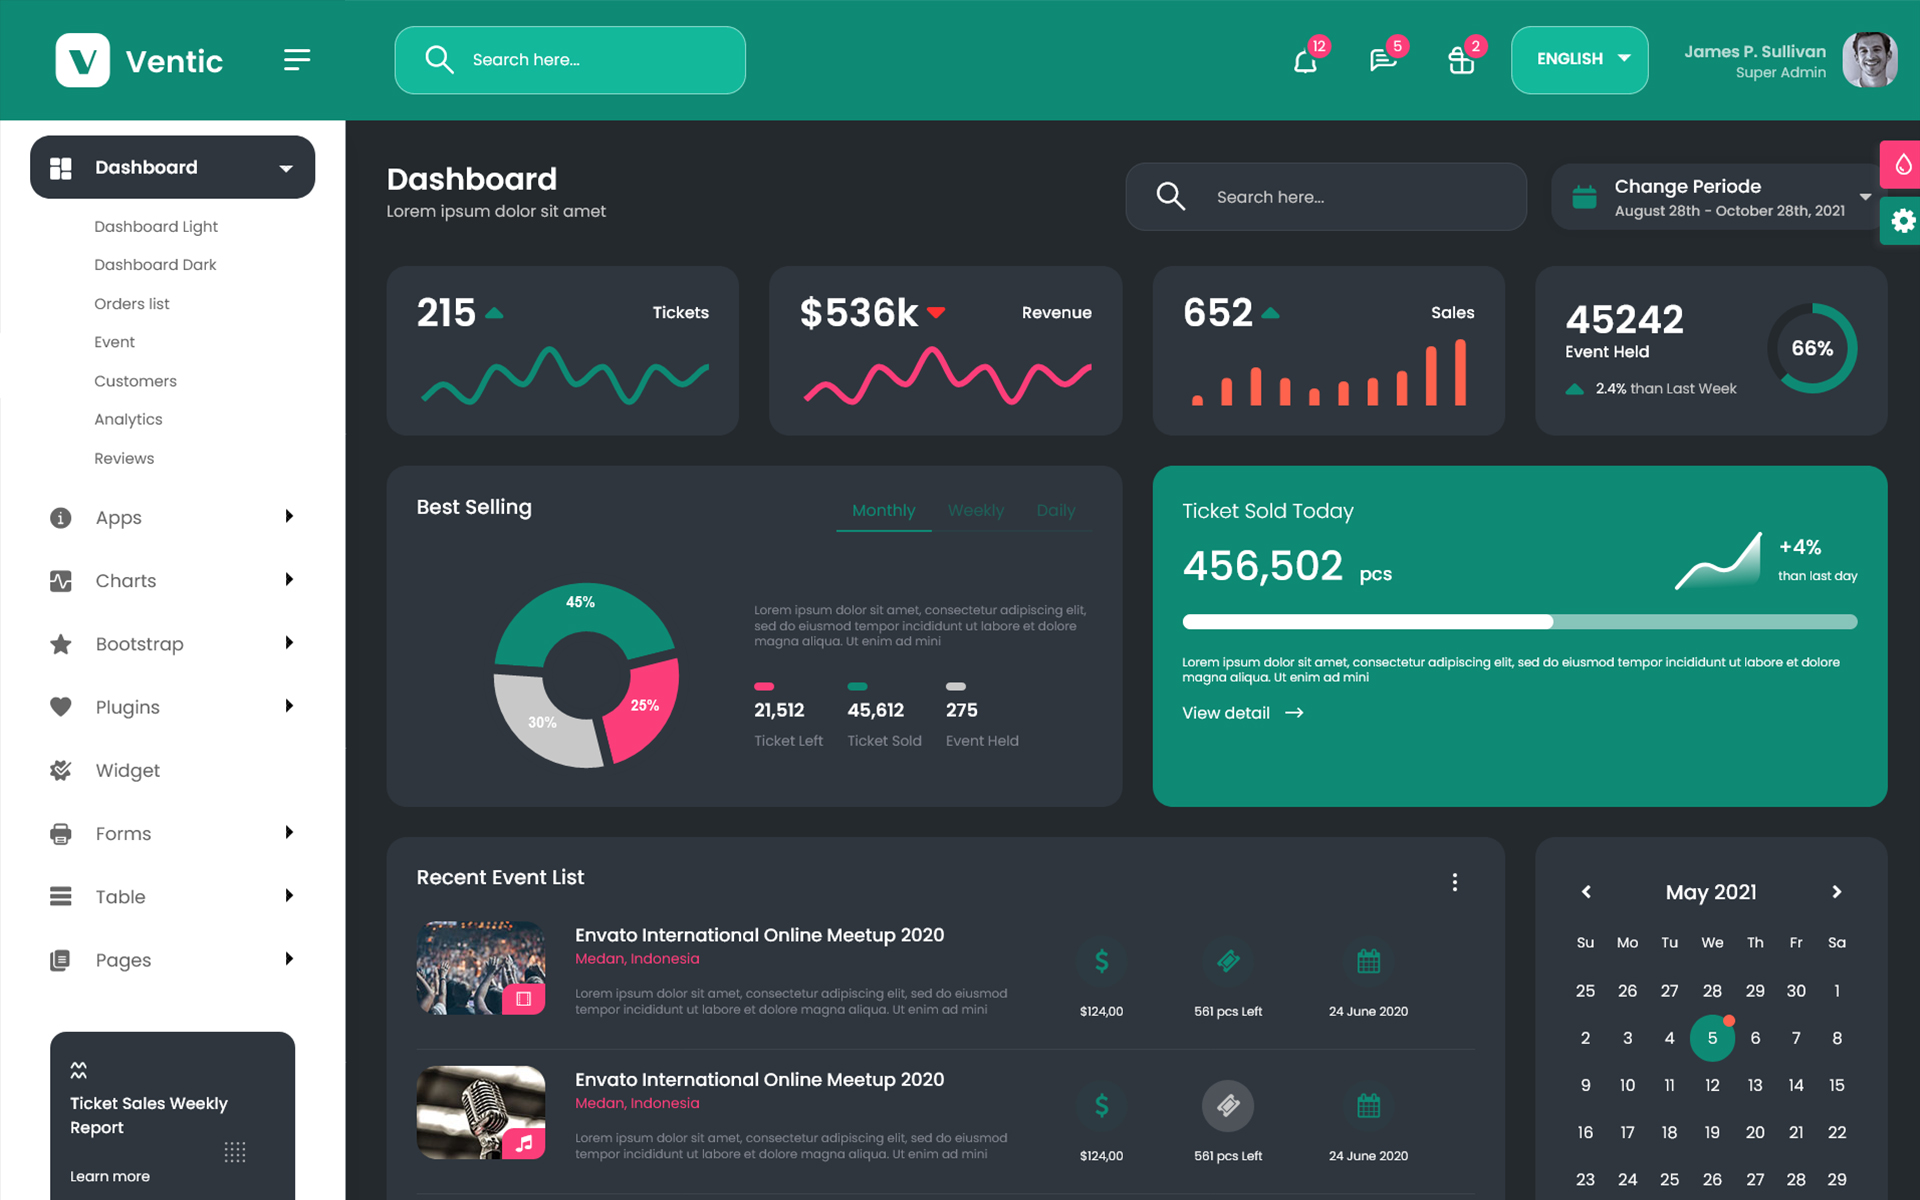 Ventic
Search here...
12
5
2
ENGLISH
James P. Sullivan
Super Admin
Dashboard
Dashboard Light
Dashboard Dark
Orders list
Event
Customers
Analytics
Reviews
Apps
Charts
Bootstrap
Plugins
Widget
Forms
Table
Pages
Ticket Sales Weekly
Report
Learn more
Dashboard
Lorem ipsum dolor sit amet
Search here...
Change Periode
August 28th - October 28th, 2021
215
Tickets
$536k
Revenue
652
Sales
45242
Event Held
2.4% than Last Week
66%
Best Selling
Monthly Weekly Daily
45%
25%
30%
Lorem ipsum dolor sit amet, consectetur adipiscing elit,
sed do eiusmod tempor incididunt ut labore et dolore
magna aliqua. Ut enim ad mini
21,512 45,612 275
Ticket Left Ticket Sold Event Held
Ticket Sold Today
456,502 pcs
+4%
than last day
Lorem ipsum dolor sit amet, consectetur adipiscing elit, sed do eiusmod tempor incididunt ut labore et dolore
magna aliqua. Ut enim ad mini
View detail
Recent Event List
Envato International Online Meetup 2020
Medan, Indonesia
Lorem ipsum dolor sit amet, consectetur adipiscing elit, sed do eiusmod
tempor incididunt ut labore et dolore magna aliqua. Ut enim ad mini
$124,00 561 pcs Left 24 June 2020
Envato International Online Meetup 2020
Medan, Indonesia
Lorem ipsum dolor sit amet, consectetur adipiscing elit, sed do eiusmod
tempor incididunt ut labore et dolore magna aliqua. Ut enim ad mini
$124,00 561 pcs Left 24 June 2020
May 2021
Su Mo Tu We Th Fr Sa
25 26 27 28 29 30 1
2 3 4 5 6 7 8
9 10 11 12 13 14 15
16 17 18 19 20 21 22
23 24 25 26 27 28 29